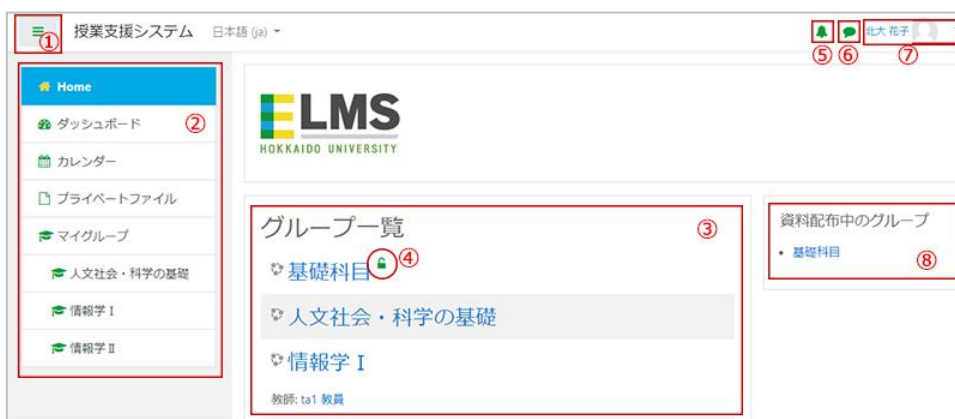 授業支援システム 日本語 (ja)
①
⑤ ⑥ 北大 花子 ⑦
Home
ダッシュボード ②
カレンダー
プライベートファイル
マイグループ
人文社会・科学の基礎
情報学 I
情報学 II
ELMS
HOKKAIDO UNIVERSITY
グループ一覧 ③
基礎科目 ④
人文社会・科学の基礎
情報学 I
教師: ta1 教員
資料配布中のグループ
基礎科目 ⑧